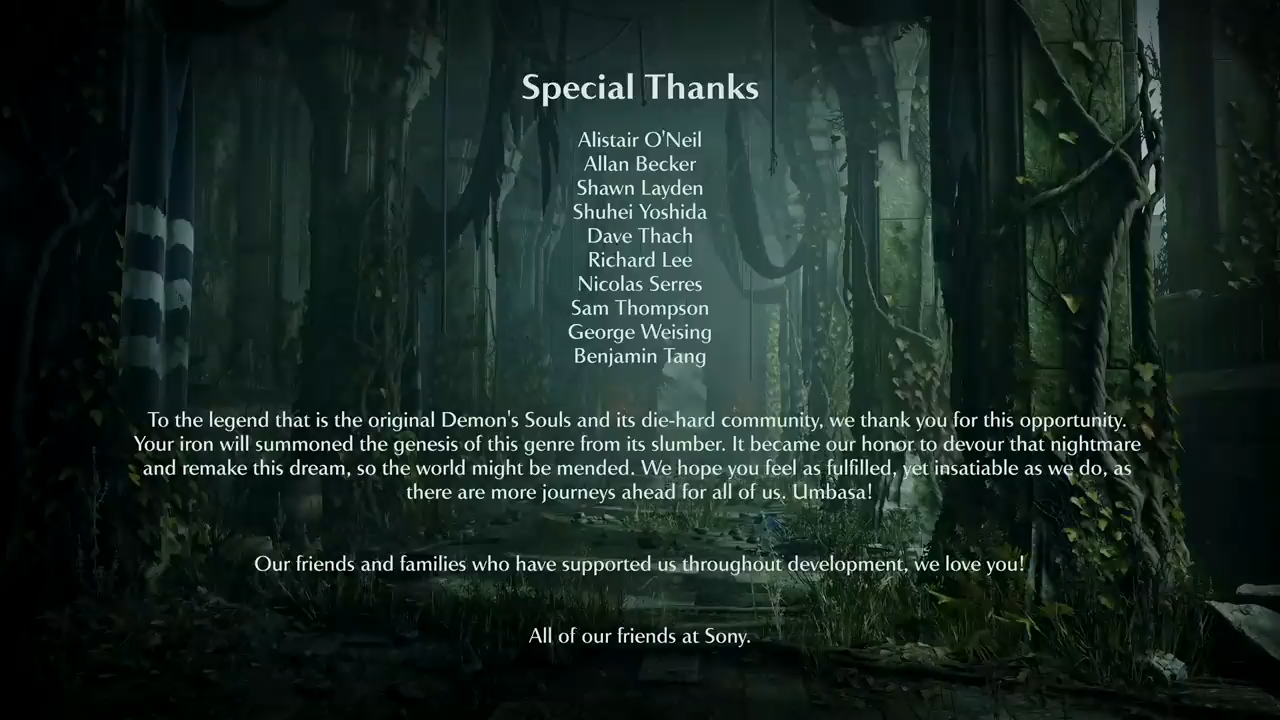 Special Thanks
Alistair O'Neil
Allan Becker
Shawn Layden
Shuhei Yoshida
Dave Thach
Richard Lee
Nicolas Serres
Sam Thompson
George Weising
Benjamin Tang
To the legend that is the original Demon's Souls and its die-hard community, we thank you for this opportunity.
Your iron will summoned the genesis of this genre from its slumber. It became our honor to devour that nightmare
and remake this dream, so the world might be mended. We hope you feel as fulfilled, yet insatiable as we do, as
there are more journeys ahead for all of us. Umbasa!
Our friends and families who have supported us throughout development, we love you!
All of our friends at Sony.